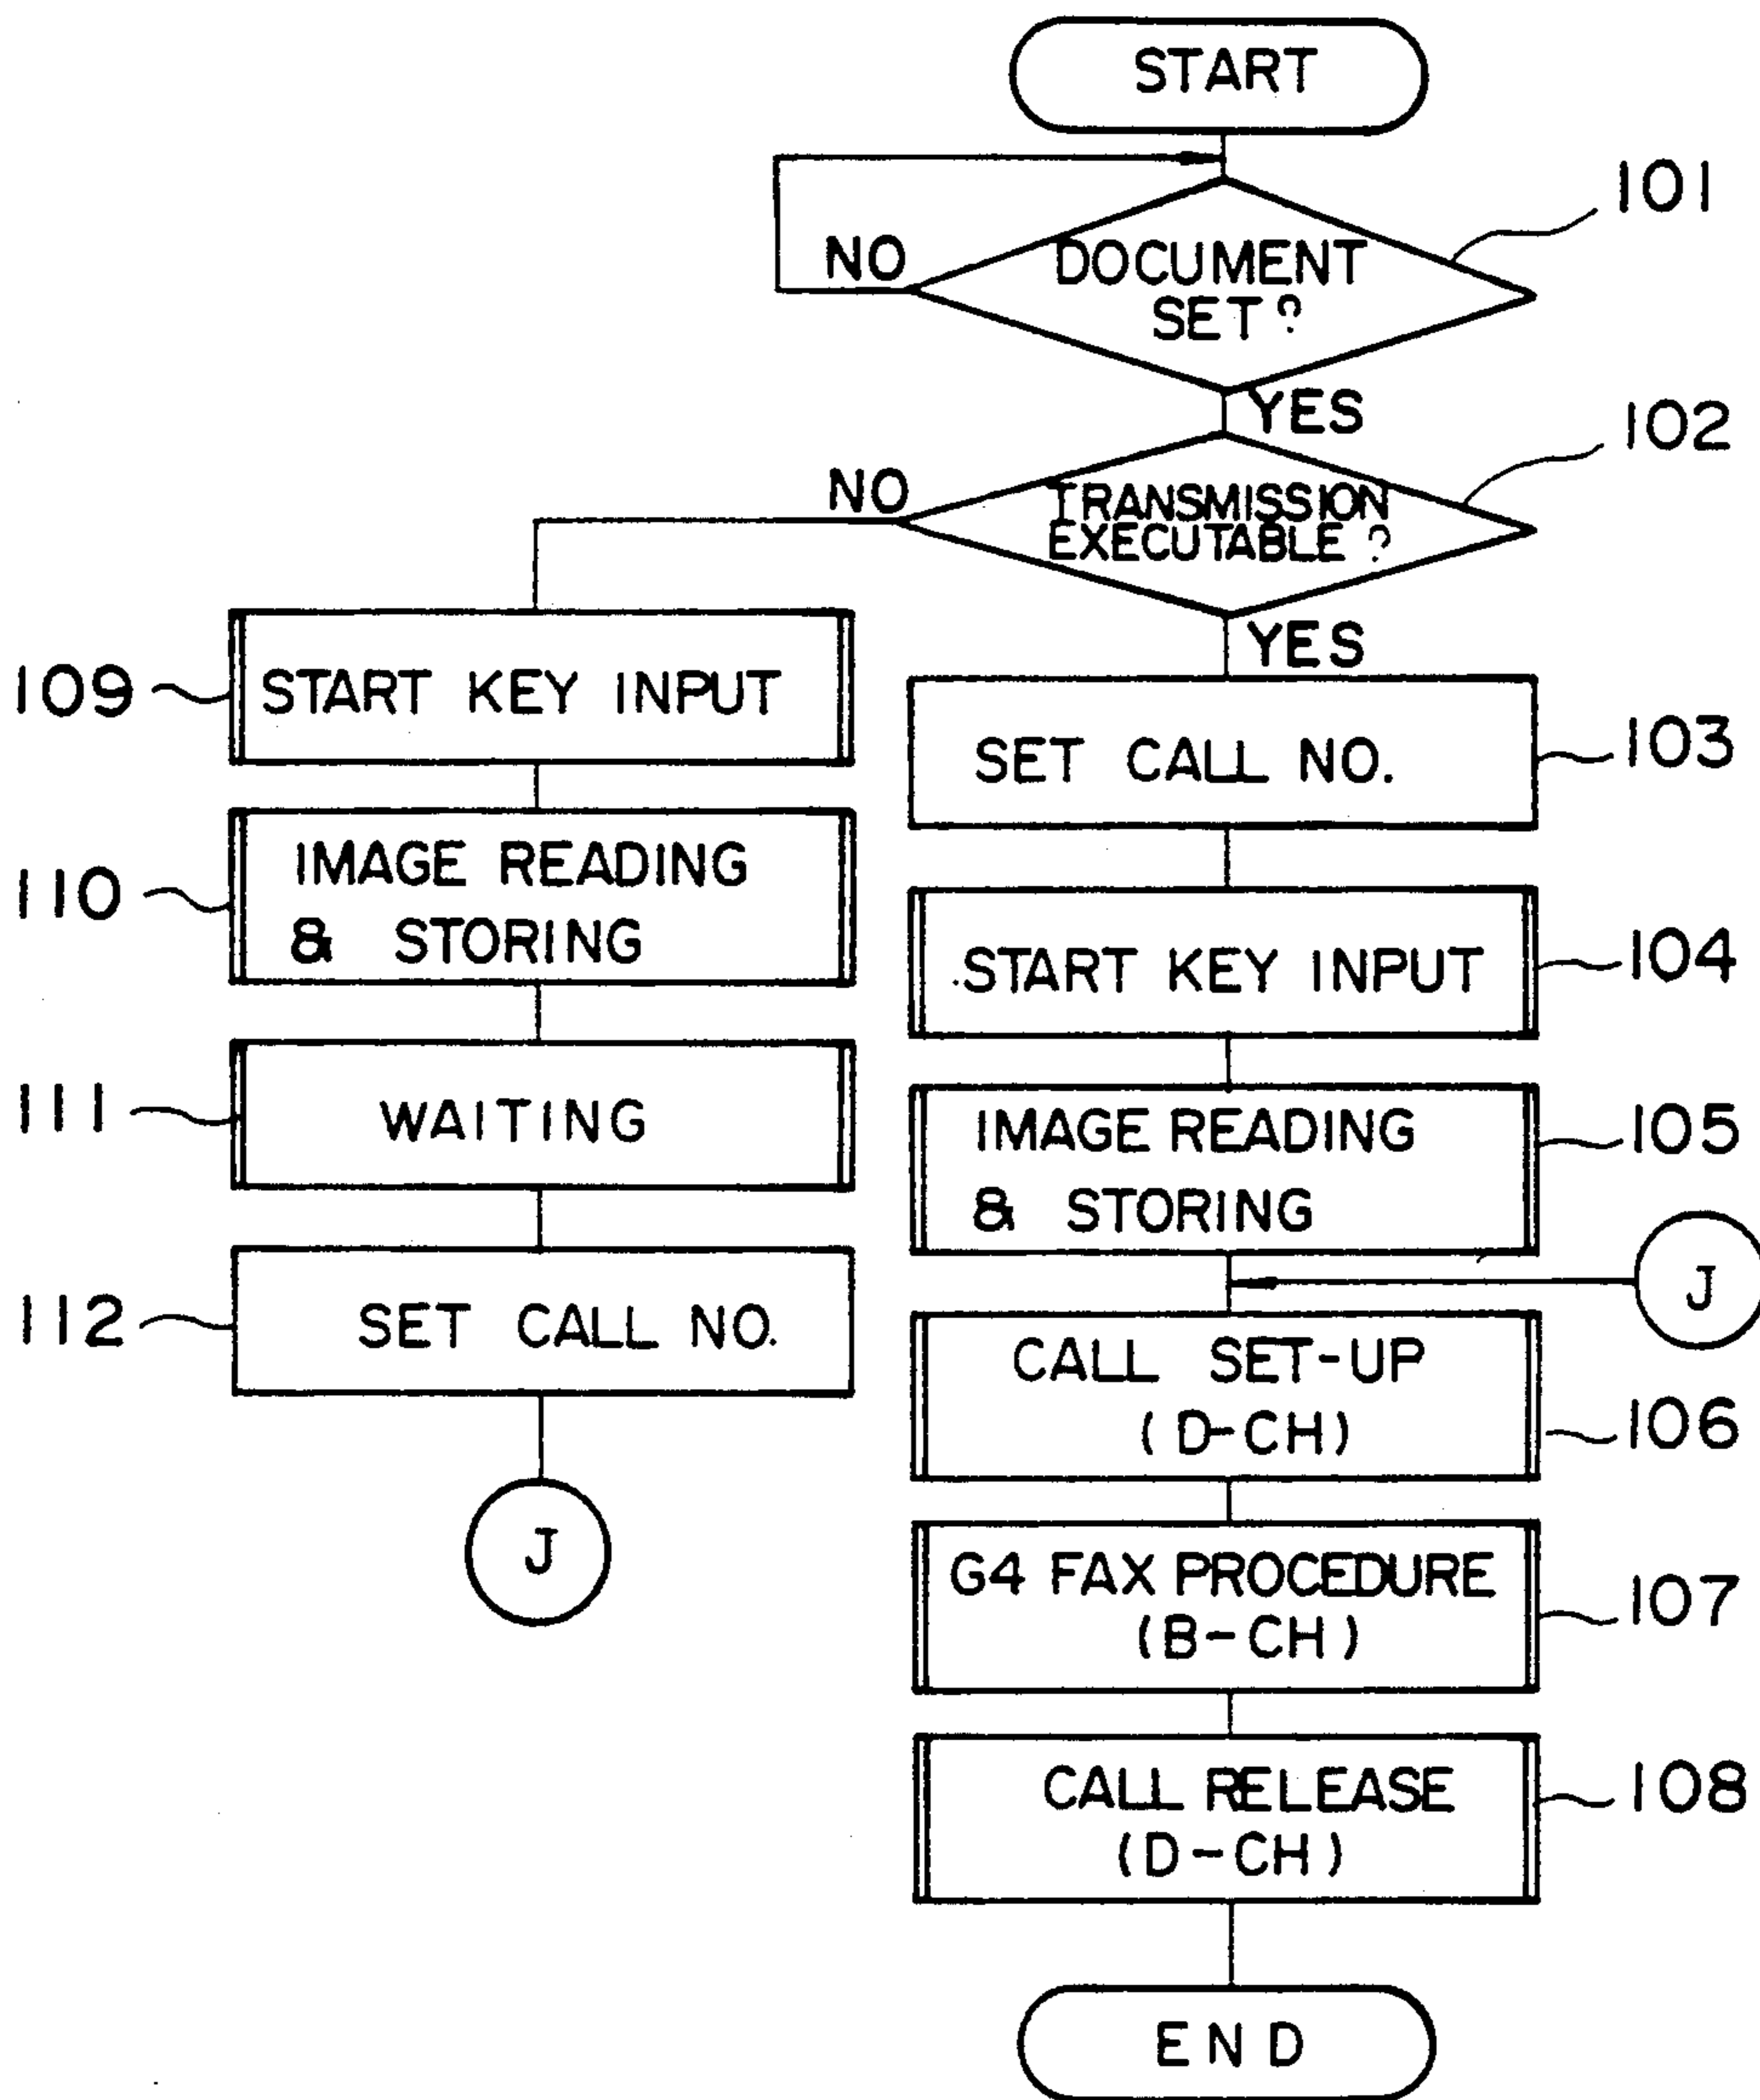 START
101
NO
DOCUMENT
SET?
YES
102
NO
TRANSMISSION
EXECUTABLE?
YES
109
START KEY INPUT
103
SET CALL NO.
110
IMAGE READING
& STORING
104
START KEY INPUT
111
WAITING
105
IMAGE READING
& STORING
J
112
SET CALL NO.
J
106
CALL SET-UP
(D-CH)
107
G4 FAX PROCEDURE
(B-CH)
108
CALL RELEASE
(D-CH)
END